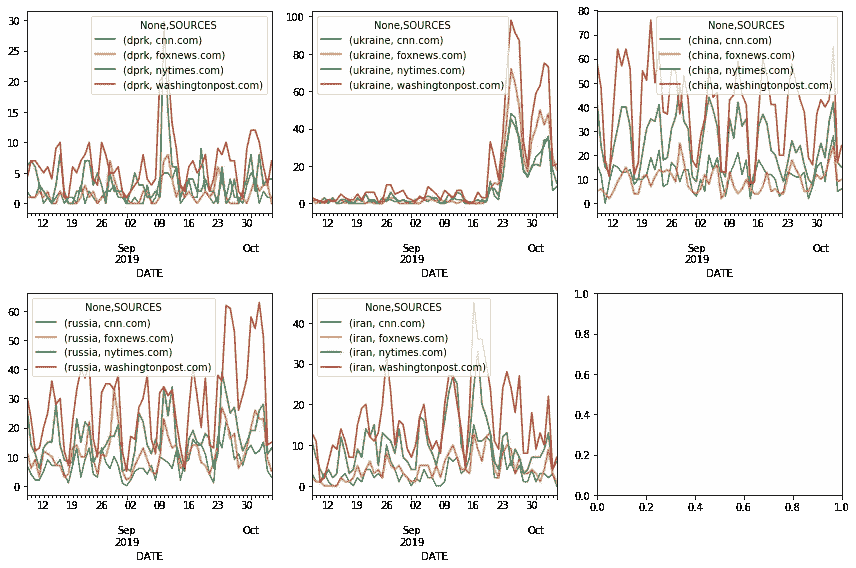 None,SOURCES
(dprk, cnn.com)
(dprk, foxnews.com)
(dprk, nytimes.com)
(dprk, washingtonpost.com)
30
25
20
15
10
5
0
12 19 26 02 09 16 23 30
Sep
2019
Oct
DATE
None,SOURCES
(ukraine, cnn.com)
(ukraine, foxnews.com)
(ukraine, nytimes.com)
(ukraine, washingtonpost.com)
100
80
60
40
20
0
12 19 26 02 09 16 23 30
Sep
2019
Oct
DATE
None,SOURCES
(china, cnn.com)
(china, foxnews.com)
(china, nytimes.com)
(china, washingtonpost.com)
80
70
60
50
40
30
20
10
0
12 19 26 02 09 16 23 30
Sep
2019
Oct
DATE
None,SOURCES
(russia, cnn.com)
(russia, foxnews.com)
(russia, nytimes.com)
(russia, washingtonpost.com)
60
50
40
30
20
10
0
12 19 26 02 09 16 23 30
Sep
2019
Oct
DATE
None,SOURCES
(iran, cnn.com)
(iran, foxnews.com)
(iran, nytimes.com)
(iran, washingtonpost.com)
40
30
20
10
0
12 19 26 02 09 16 23 30
Sep
2019
Oct
DATE
1.0
0.8
0.6
0.4
0.2
0.0
0.0 0.2 0.4 0.6 0.8 1.0